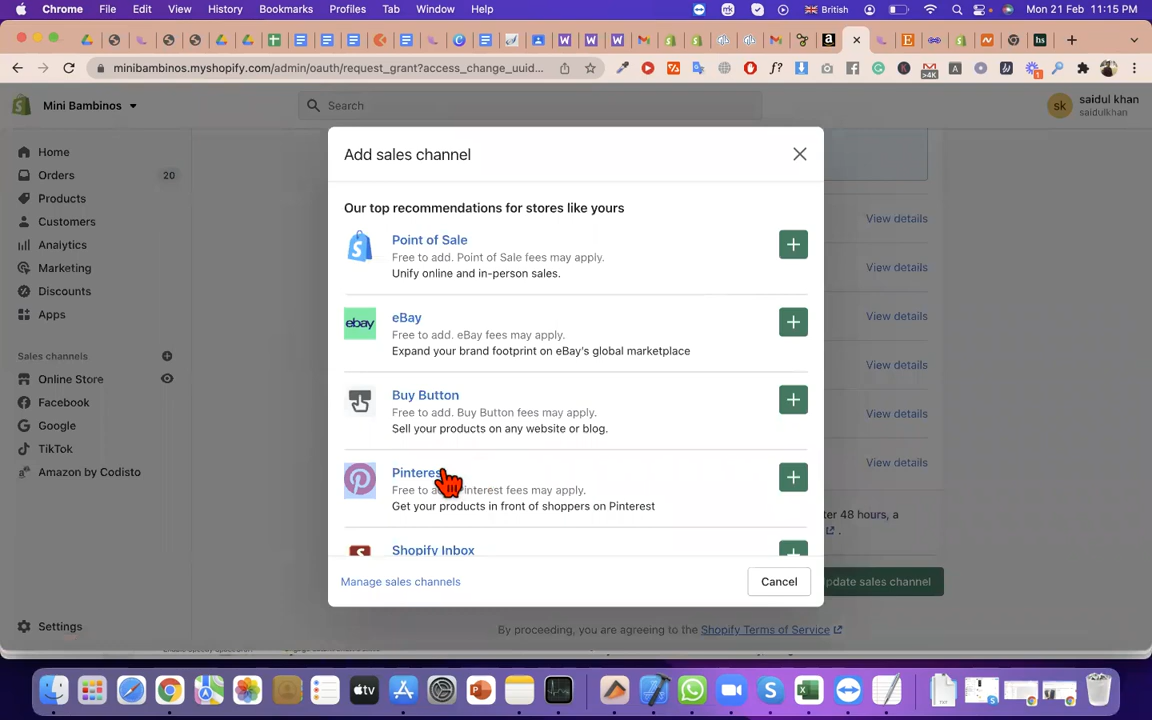 Chrome File Edit View History Bookmarks Profiles Tab Window Help
British Mon 21 Feb 11:15 PM
minibambinos.myshopify.com/admin/oauth/request_grant?access_change_uuid...
Mini Bambinos
Search
sk
saidul khan
saidulkhan
Home
Orders 20
Products
Customers
Analytics
Marketing
Discounts
Apps
Sales channels
Online Store
Facebook
Google
TikTok
Amazon by Codisto
Settings
Add sales channel
Our top recommendations for stores like yours
Point of Sale
Free to add. Point of Sale fees may apply.
Unify online and in-person sales.
ebay
eBay
Free to add. eBay fees may apply.
Expand your brand footprint on eBay's global marketplace
Buy Button
Free to add. Buy Button fees may apply.
Sell your products on any website or blog.
Free to Pinterest fees may apply.
Get your products in front of shoppers on Pinterest
Shopify Inbox
Manage sales channels
Cancel
View details
View details
View details
View details
View details
View details
ter 48 hours, a
pdate sales channel
By proceeding, you are agreeing to the Shopify Terms of Service